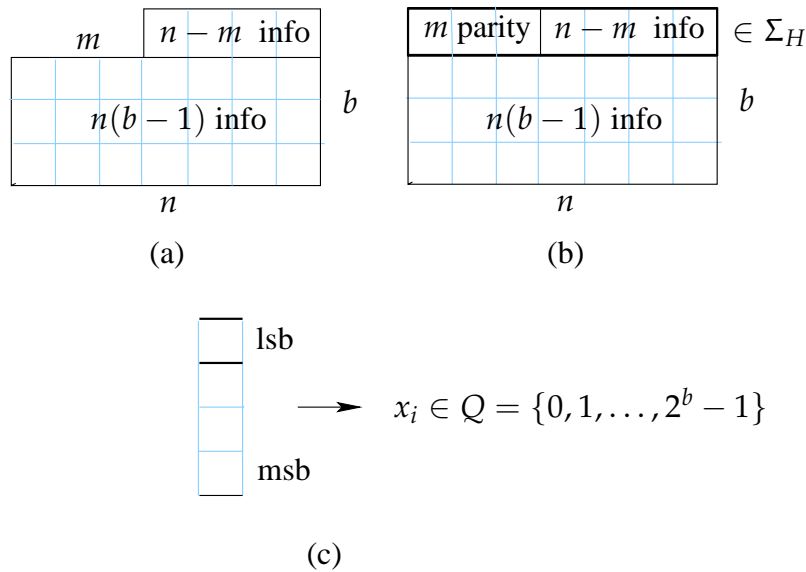 m
n − m info
n(b − 1) info
b
n
(a)
m parity
n − m info
∈ Σ_H
n(b − 1) info
b
n
(b)
lsb
msb
x_i ∈ Q = {0, 1, . . . , 2^b − 1}
(c)